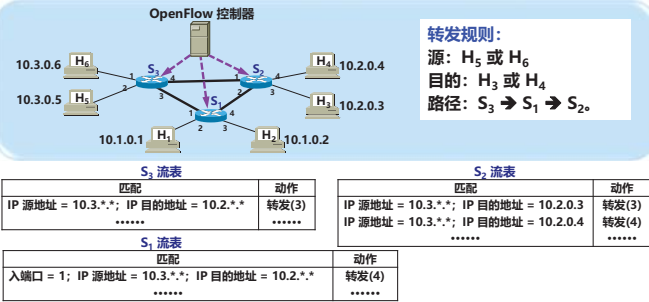 OpenFlow 控制器
转发规则：
源：H5 或 H6
目的：H3 或 H4
路径：S3 ➔ S1 ➔ S2。
10.3.0.6
H6
1
S3
4
2
3
10.3.0.5
H5
1
S2
4
2
3
H4
10.2.0.4
H3
10.2.0.3
S1
1
4
2
3
10.1.0.1
H1
H2
10.1.0.2
S3 流表
匹配 动作
IP 源地址 = 10.3.*.*；IP 目的地址 = 10.2.*.* 转发(3)
…… ……
S2 流表
匹配 动作
IP 源地址 = 10.3.*.*；IP 目的地址 = 10.2.0.3 转发(3)
IP 源地址 = 10.3.*.*；IP 目的地址 = 10.2.0.4 转发(4)
…… ……
S1 流表
匹配 动作
入端口 = 1；IP 源地址 = 10.3.*.*；IP 目的地址 = 10.2.*.* 转发(4)
…… ……